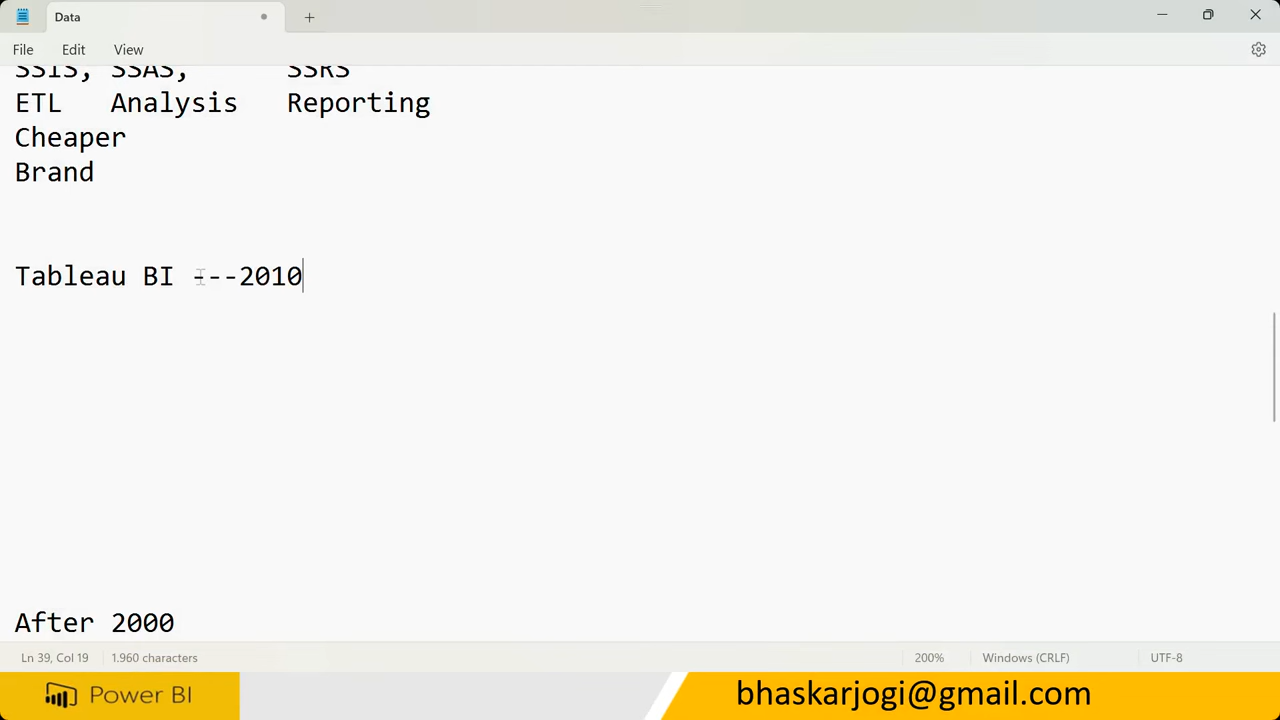 Data
File Edit View
SSIS, SSAS, SSRS
ETL Analysis Reporting
Cheaper
Brand
Tableau BI ---2010
After 2000
Ln 39, Col 19 1.960 characters 200% Windows (CRLF) UTF-8
Power BI bhaskarjogi@gmail.com